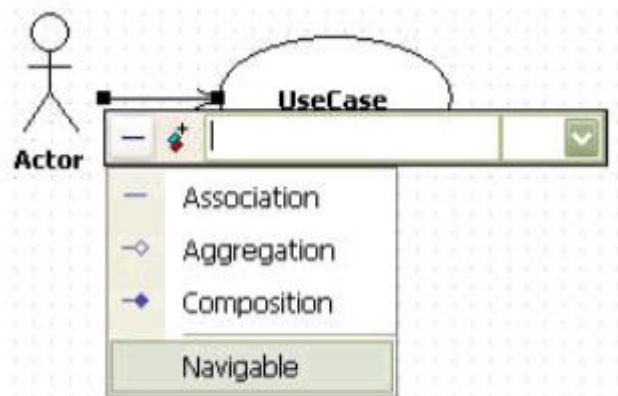 UseCase
Actor
Association
Aggregation
Composition
Navigable